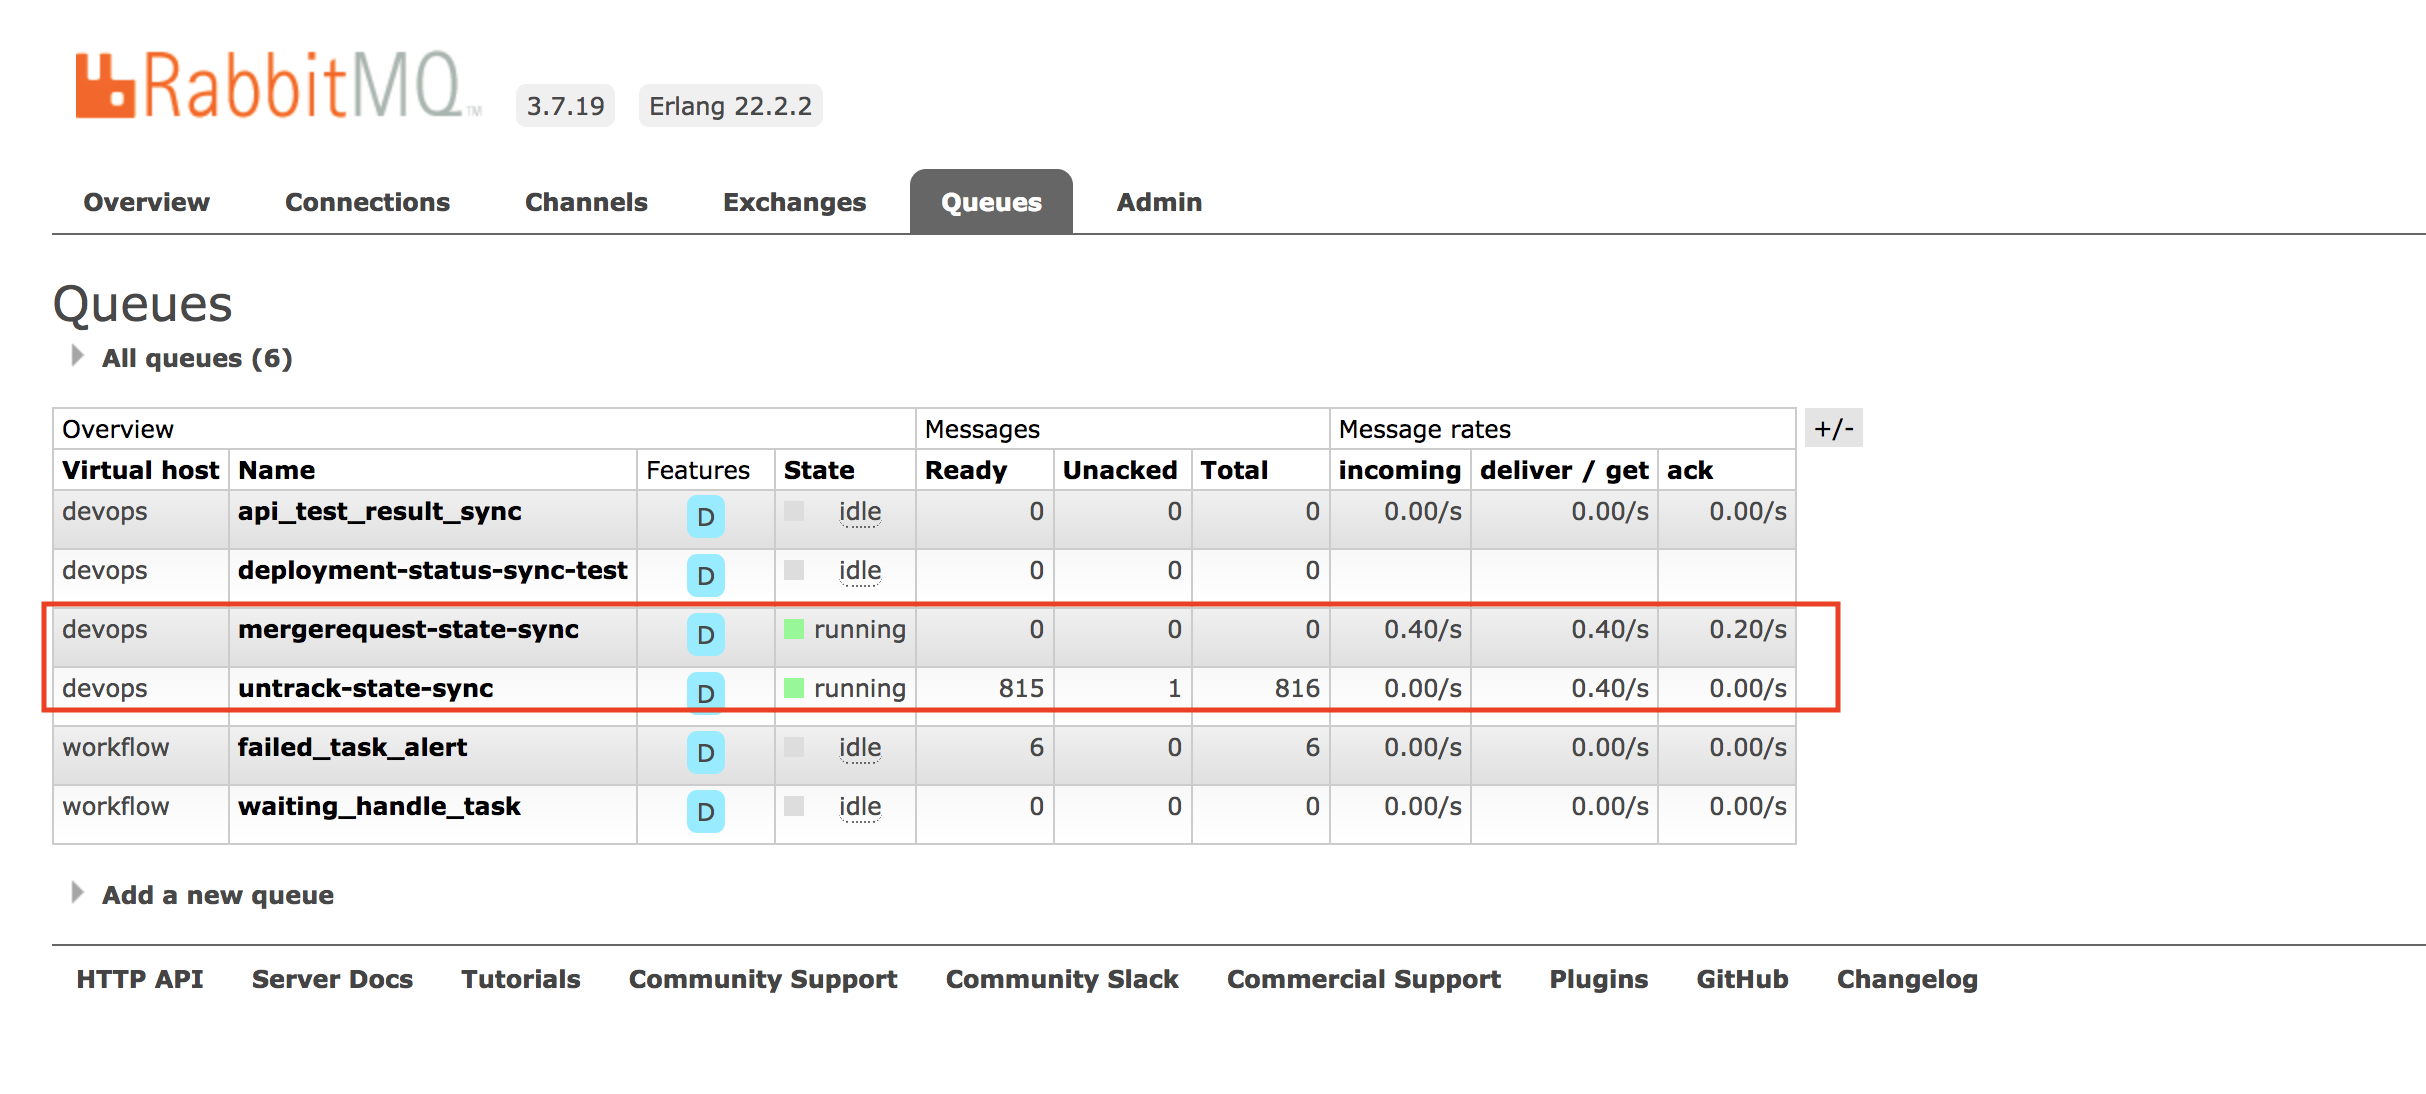 RabbitMQ TM 3.7.19 Erlang 22.2.2
Overview Connections Channels Exchanges Queues Admin
Queues
All queues (6)
Overview Messages Message rates +/-
Virtual host Name Features State Ready Unacked Total incoming deliver / get ack
devops api_test_result_sync D idle 0 0 0 0.00/s 0.00/s 0.00/s
devops deployment-status-sync-test D idle 0 0 0
devops mergerequest-state-sync D running 0 0 0 0.40/s 0.40/s 0.20/s
devops untrack-state-sync D running 815 1 816 0.00/s 0.40/s 0.00/s
workflow failed_task_alert D idle 6 0 6 0.00/s 0.00/s 0.00/s
workflow waiting_handle_task D idle 0 0 0 0.00/s 0.00/s 0.00/s
Add a new queue
HTTP API Server Docs Tutorials Community Support Community Slack Commercial Support Plugins GitHub Changelog